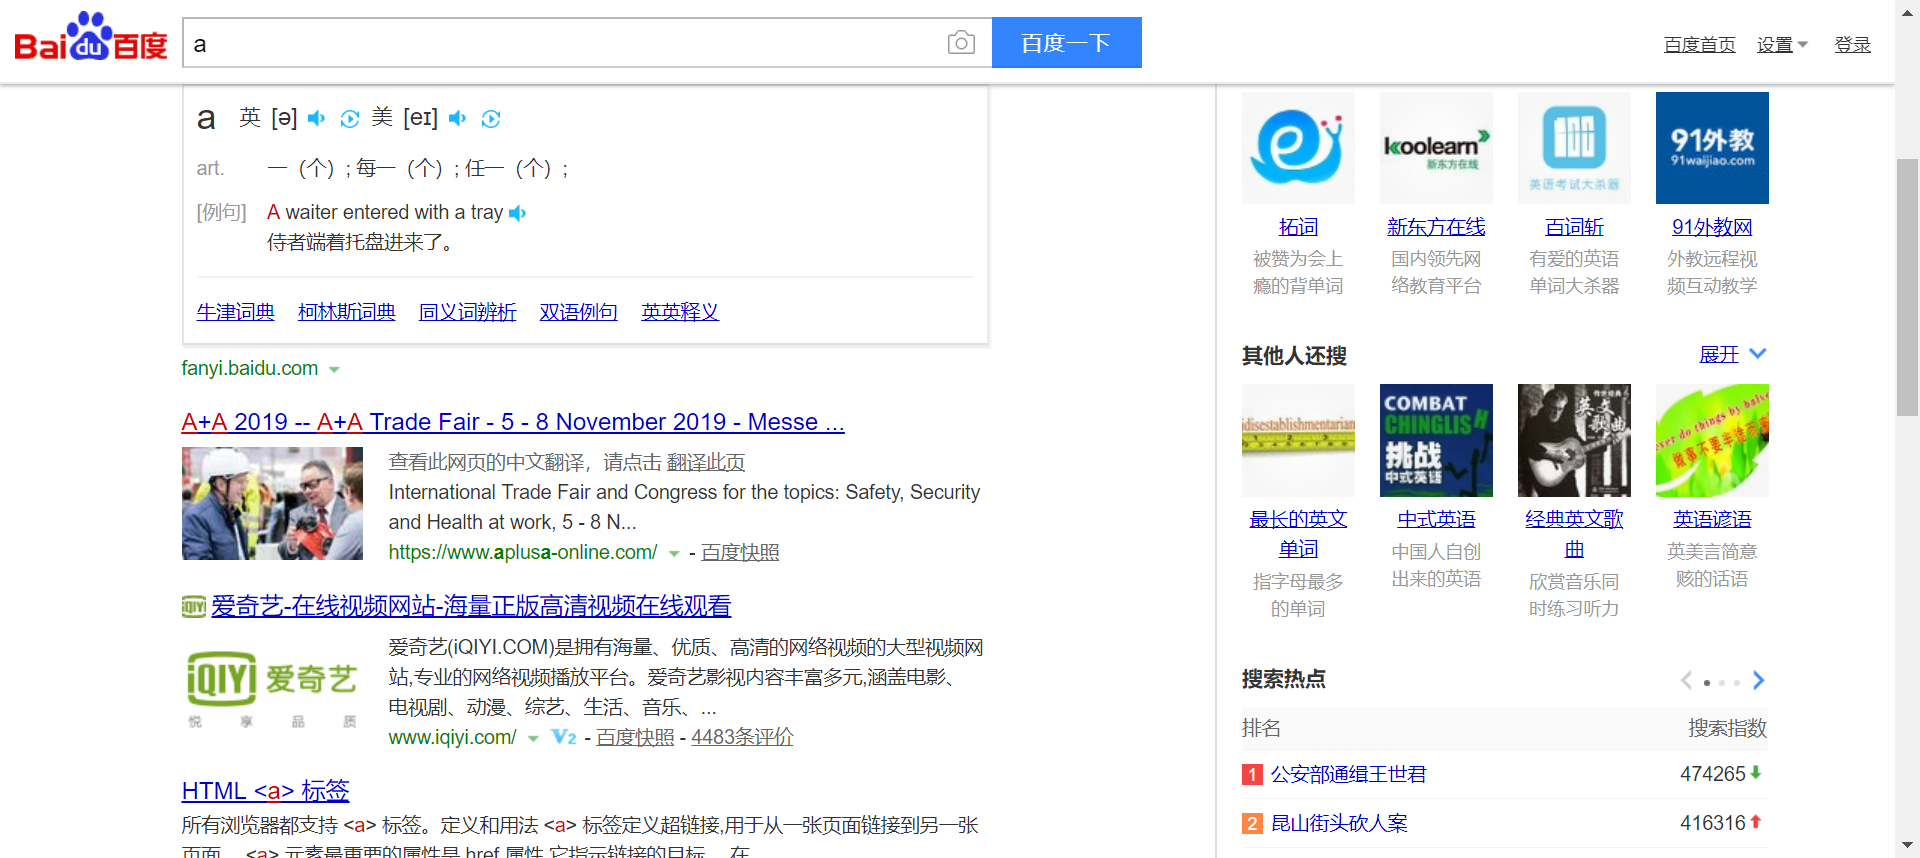 Bai du 百度
a
百度一下
百度首页 设置 登录
a 英 [ə] 美 [eɪ]
art. 一（个）; 每一（个）; 任一（个）;
[例句] A waiter entered with a tray
侍者端着托盘进来了。
牛津词典 柯林斯词典 同义词辨析 双语例句 英英释义
fanyi.baidu.com
A+A 2019 -- A+A Trade Fair - 5 - 8 November 2019 - Messe ...
查看此网页的中文翻译，请点击 翻译此页
International Trade Fair and Congress for the topics: Safety, Security
and Health at work, 5 - 8 N...
https://www.aplusa-online.com/ - 百度快照
iQIYI 爱奇艺-在线视频网站-海量正版高清视频在线观看
iQIYI 爱奇艺
悦享品质
爱奇艺(iQIYI.COM)是拥有海量、优质、高清的网络视频的大型视频网
站,专业的网络视频播放平台。爱奇艺影视内容丰富多元,涵盖电影、
电视剧、动漫、综艺、生活、音乐、...
www.iqiyi.com/ V2 - 百度快照 - 4483条评价
HTML <a> 标签
所有浏览器都支持 <a> 标签。定义和用法 <a> 标签定义超链接,用于从一张页面链接到另一张
页面。 <a> 元素最重要的属性是 href 属性,它指示链接的目标。 在
koolearn
新东方在线
英语考试大杀器
91外教
91waijiao.com
拓词 新东方在线 百词斩 91外教网
被赞为会上 国内领先网 有爱的英语 外教远程视
瘾的背单词 络教育平台 单词大杀器 频互动教学
其他人还搜 展开
idisestablishmentarian
COMBAT
CHINGLISH
挑战
中式英语
传世经典
英文
歌曲
ever do things by halve
做事不要半途而废
最长的英文 中式英语 经典英文歌 英语谚语
单词 曲
指字母最多 中国人自创 欣赏音乐同 英美言简意
的单词 出来的英语 时练习听力 赅的话语
搜索热点
排名 搜索指数
1 公安部通缉王世君 474265
2 昆山街头砍人案 416316